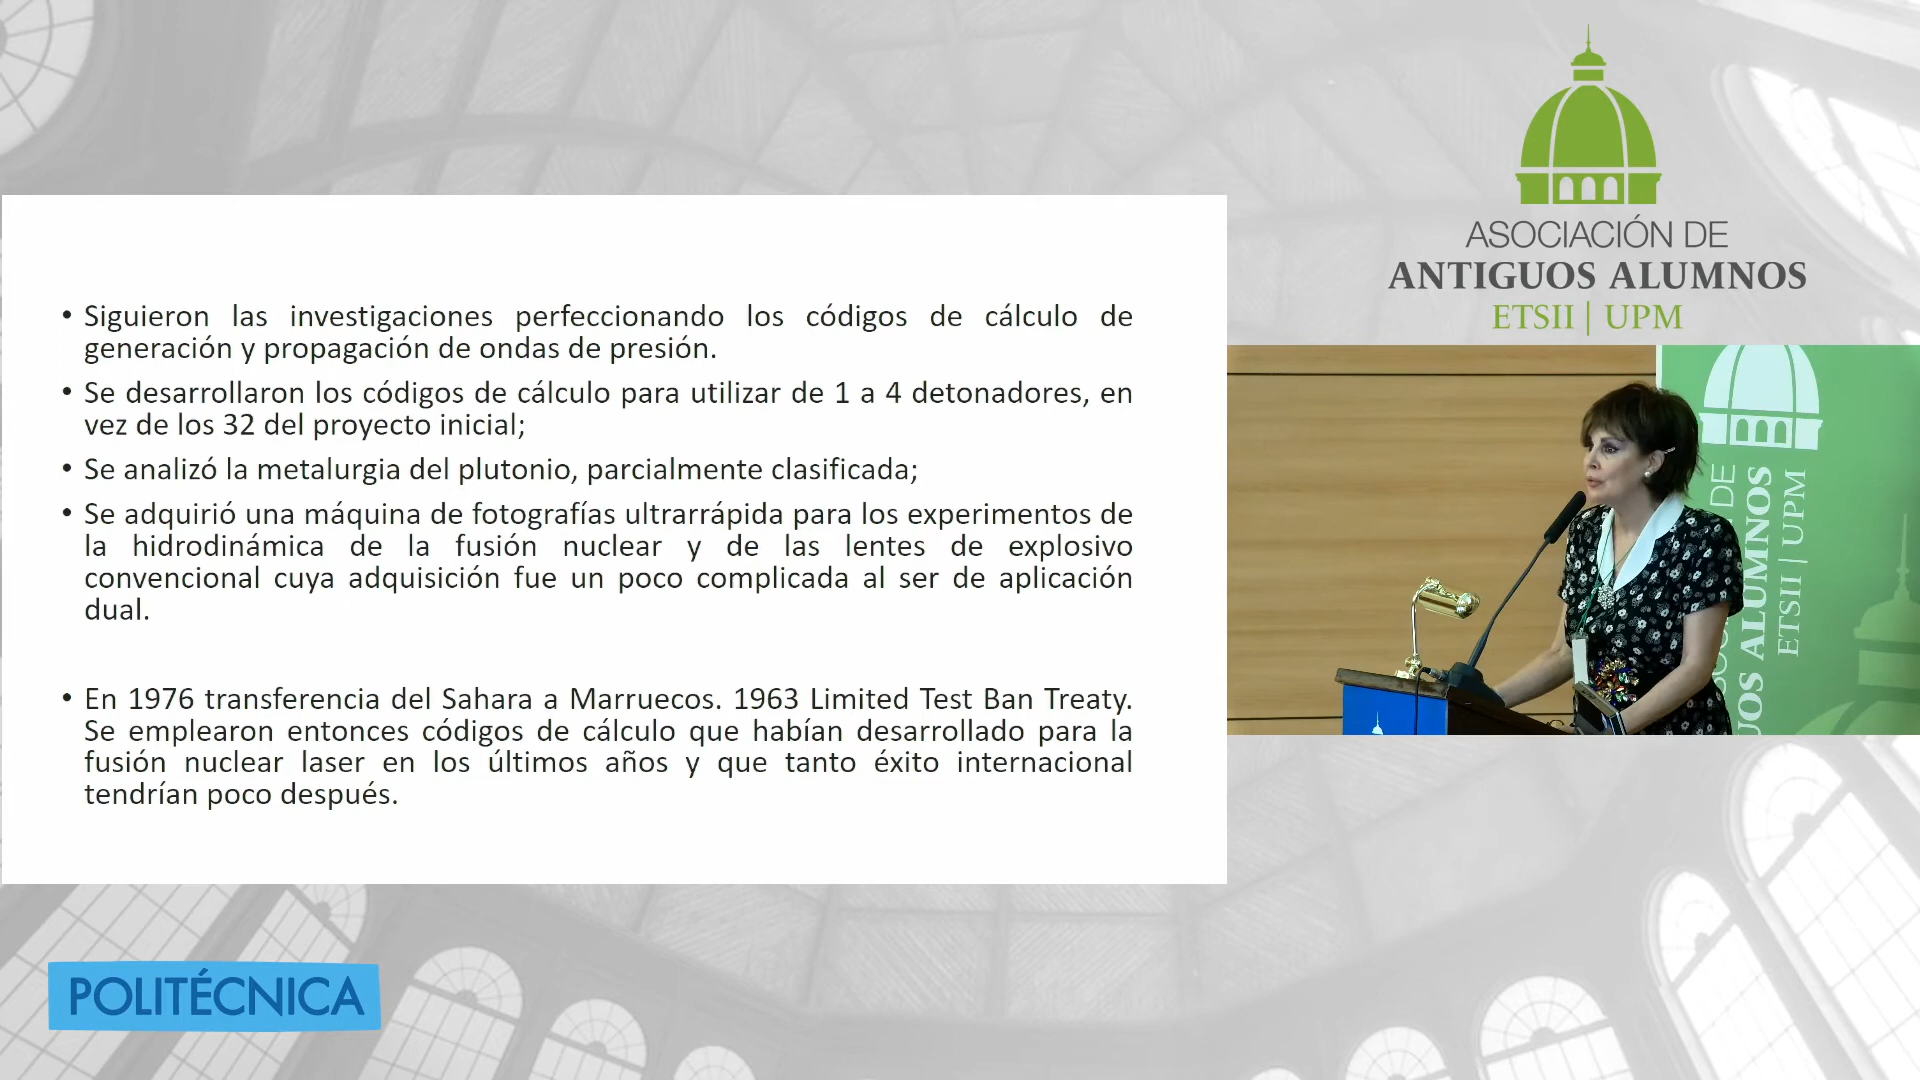 ASOCIACIÓN DE
ANTIGUOS ALUMNOS
ETSII | UPM
• Siguieron las investigaciones perfeccionando los códigos de cálculo de
generación y propagación de ondas de presión.
• Se desarrollaron los códigos de cálculo para utilizar de 1 a 4 detonadores, en
vez de los 32 del proyecto inicial;
• Se analizó la metalurgia del plutonio, parcialmente clasificada;
• Se adquirió una máquina de fotografías ultrarrápida para los experimentos de
la hidrodinámica de la fusión nuclear y de las lentes de explosivo
convencional cuya adquisición fue un poco complicada al ser de aplicación
dual.
• En 1976 transferencia del Sahara a Marruecos. 1963 Limited Test Ban Treaty.
Se emplearon entonces códigos de cálculo que habían desarrollado para la
fusión nuclear laser en los últimos años y que tanto éxito internacional
tendrían poco después.
DE
ALUMNOS
ETSII | UPM
POLITÉCNICA